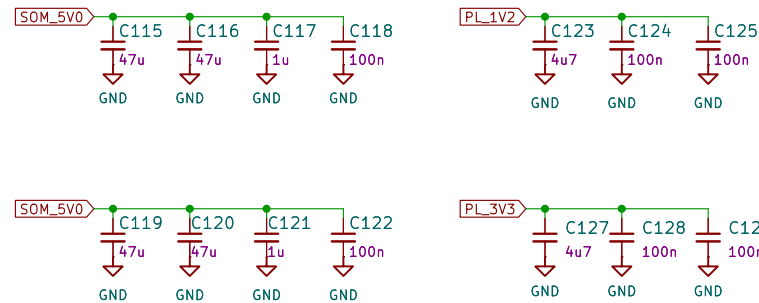 SOM_5V0 C115 C116 C117 C118
47u 47u 1u 100n
GND GND GND GND
PL_1V2 C123 C124 C125
4u7 100n 100n
GND GND GND
SOM_5V0 C119 C120 C121 C122
47u 47u 1u 100n
GND GND GND GND
PL_3V3 C127 C128 C12
4u7 100n 100n
GND GND GND